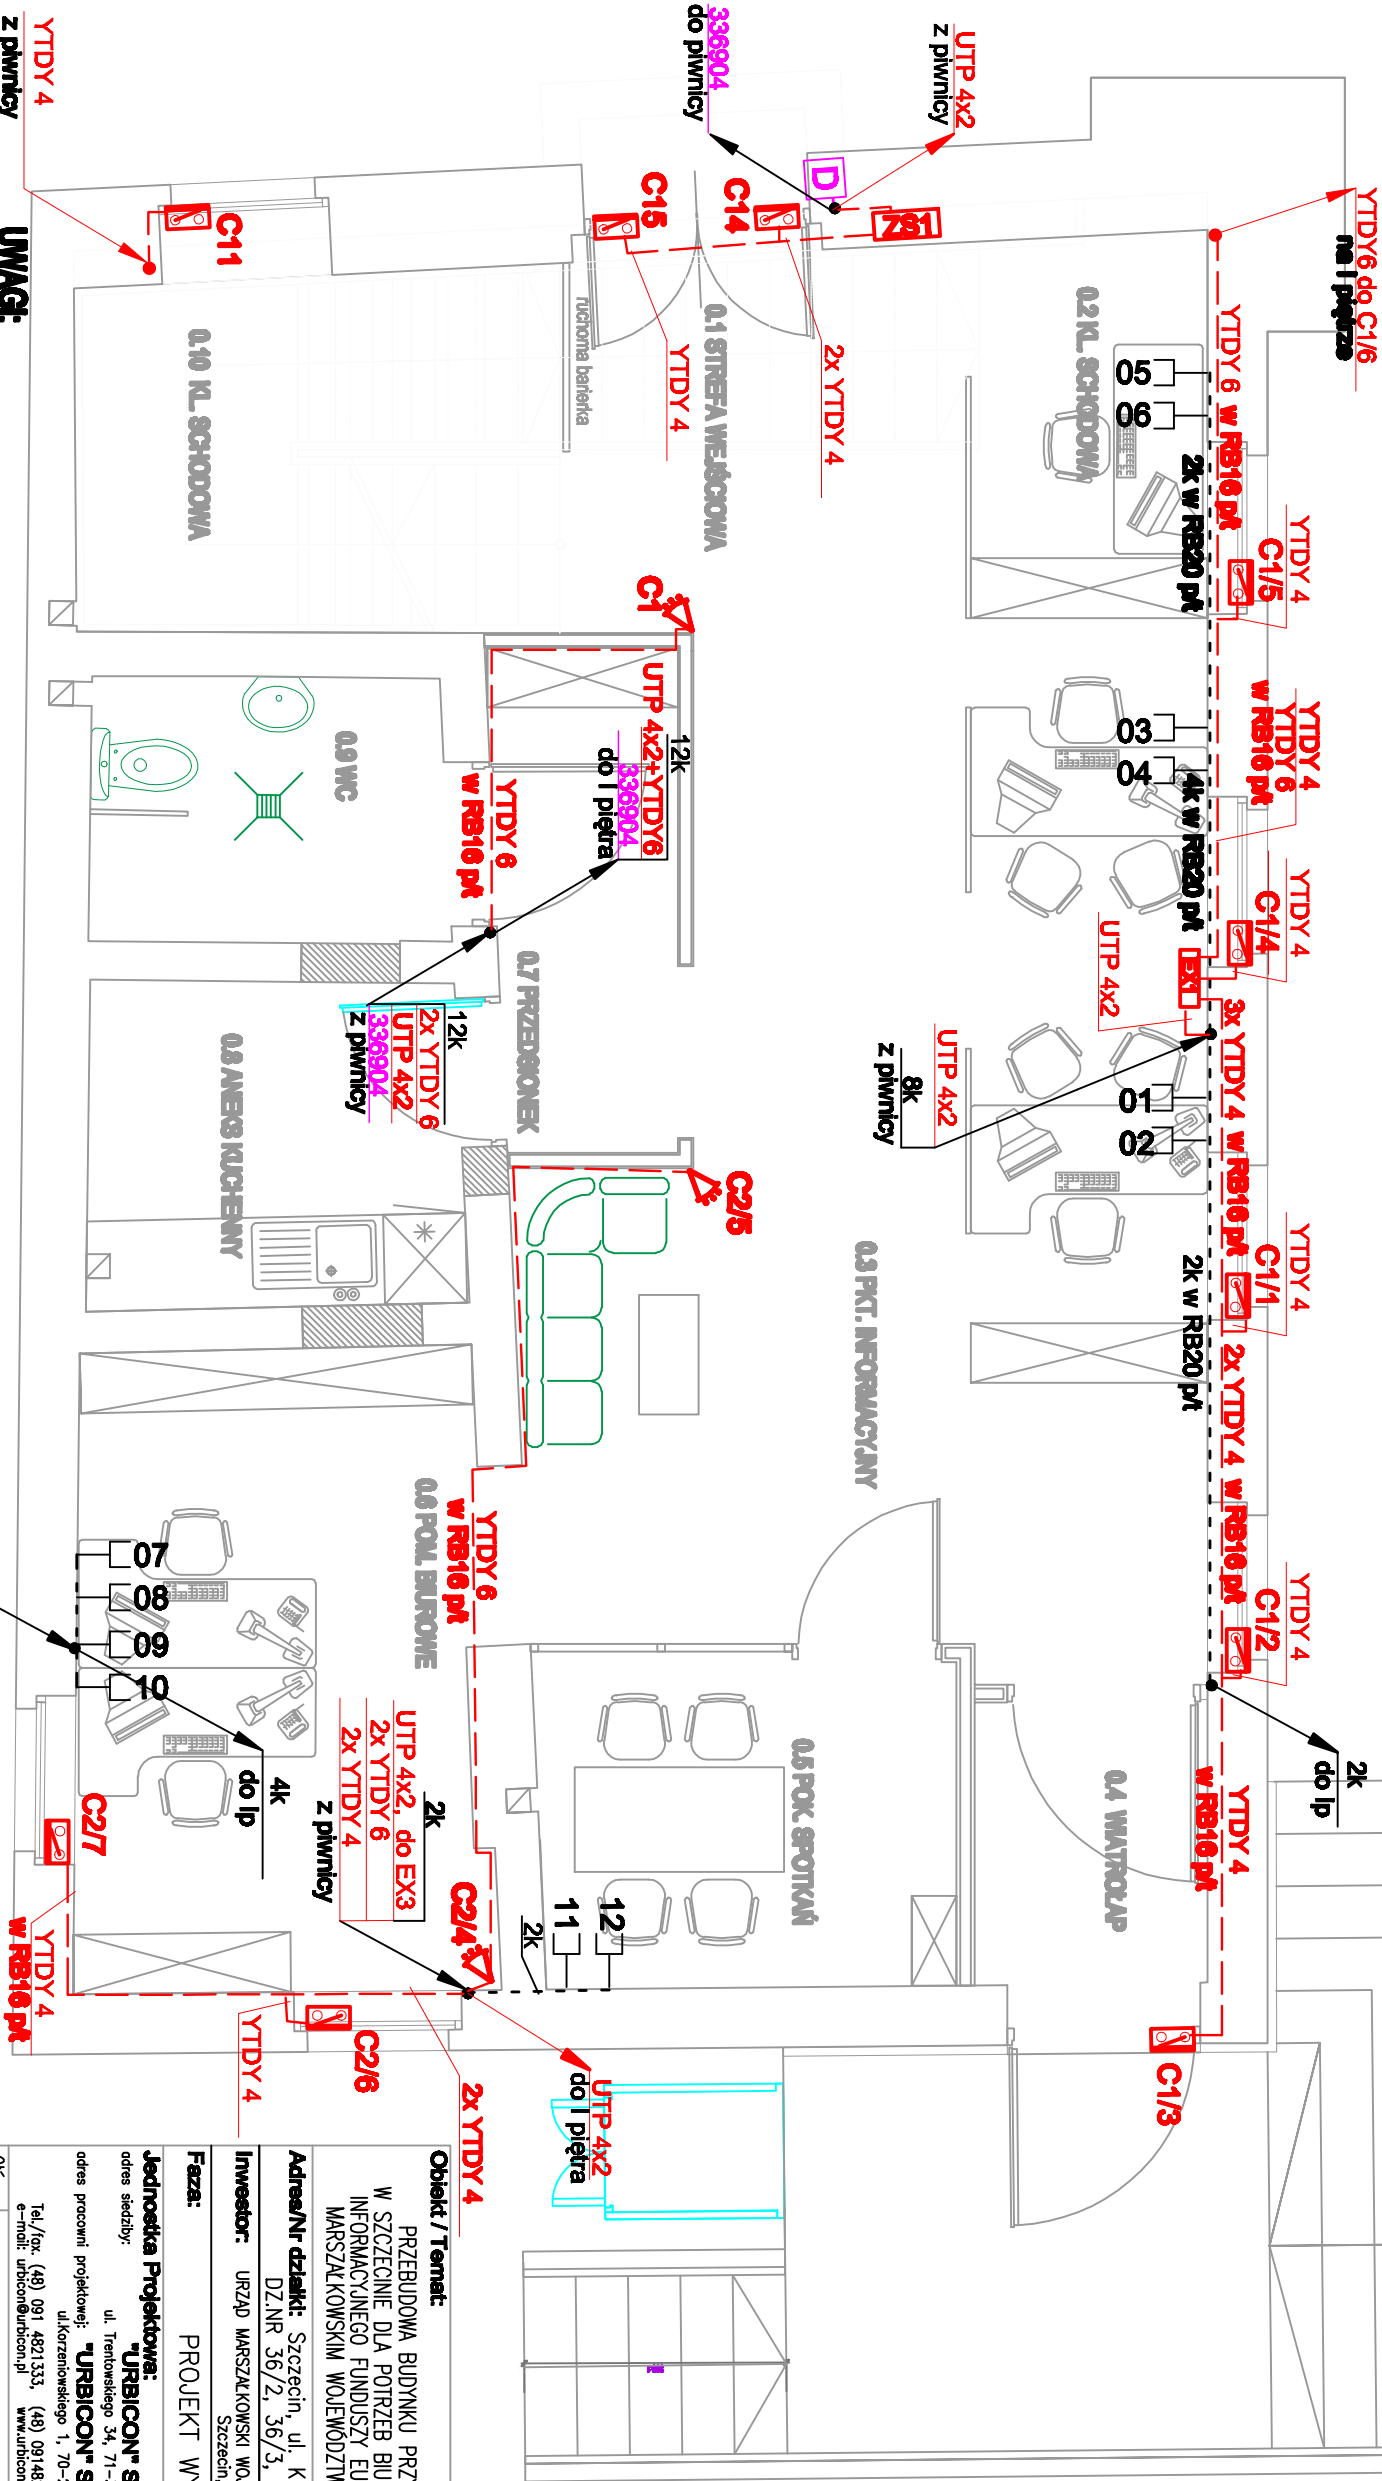 YTDY6 do C1/6
na I piętrze
UTP 4x2
z piwnicy
336904
do piwnicy
YTDY 4
z piwnicy
UWAGI:
D
ZS1
C14
C15
C11
YTDY 4
2x YTDY 4
ruchoma barierka
0.1 STREFA WEJŚCIOWA
0.2 KL. SCHODOWA
0.10 KL. SCHODOWA
YTDY 6 w RB16 p/t
05
06
2k w RB20 p/t
YTDY 4
C1/5
C1
YTDY 4
YTDY 6
w RB16 p/t
03
04
4k w RB20 p/t
YTDY 4
C1/4
EX1
UTP 4x2
UTP 4x2
8k
z piwnicy
12k
UTP 4x2+YTDY6
336904
do I piętra
YTDY 6
w RB16 p/t
0.9 WC
0.7 PRZEDSIONEK
12k
2x YTDY 6
UTP 4x2
336904
z piwnicy
0.8 ANEKS KUCHENNY
3x YTDY 4 w RB16 p/t
01
02
YTDY 4
C1/1
2k w RB20 p/t
C2/5
0.3 PKT. INFORMACYJNY
2x YTDY 4 w RB16 p/t
YTDY 4
C1/2
2k
do Ip
YTDY 4
w RB16 p/t
0.4 WIATROŁAP
YTDY 6
w RB16 p/t
0.6 POM. BIUROWE
07
08
09
10
4k
do Ip
0.5 POK. SPOTKAŃ
2k
UTP 4x2, do EX3
2x YTDY 6
2x YTDY 4
z piwnicy
C2/4
2k
11
12
C2/7
YTDY 4
w RB16 p/t
YTDY 4
C2/6
2x YTDY 4
UTP 4x2
do I piętra
C1/3
Obiekt / Temat:
PRZEBUDOWA BUDYNKU PRZY
W SZCZECINIE DLA POTRZEB BIU
INFORMACYJNEGO FUNDUSZY EU
MARSZAŁKOWSKIM WOJEWÓDZTW
Adres/Nr działki: Szczecin, ul. K
DZ.NR 36/2, 36/3,
Inwestor: URZĄD MARSZAŁKOWSKI WOJ
Szczecin,
Faza: PROJEKT WY
Jednostka Projektowa: "URBICON" S
adres siedziby: ul. Trentowskiego 34, 71-
adres pracowni projektowej: "URBICON" S
ul.Korzeniowskiego 1, 70-
Tel./fax. (48) 091 4821333, (48) 09148
e-mail: urbicon@urbicon.pl www.urbicon